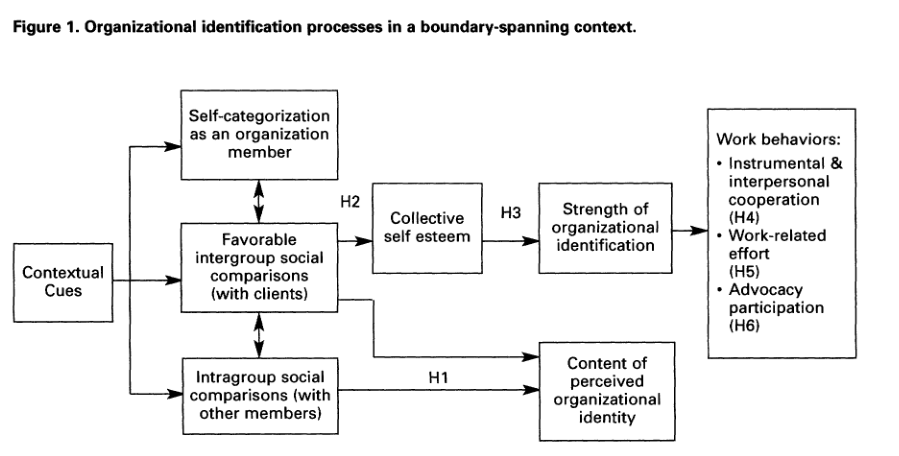 Figure 1. Organizational identification processes in a boundary-spanning context.
Self-categorization
as an organization
member
H2
Favorable
intergroup social
comparisons
(with clients)
Collective
self esteem
H3
Strength of
organizational
identification
Work behaviors:
• Instrumental &
interpersonal
cooperation
(H4)
• Work-related
effort
(H5)
• Advocacy
participation
(H6)
Contextual
Cues
Intragroup social
comparisons (with
other members)
H1
Content of
perceived
organizational
identity